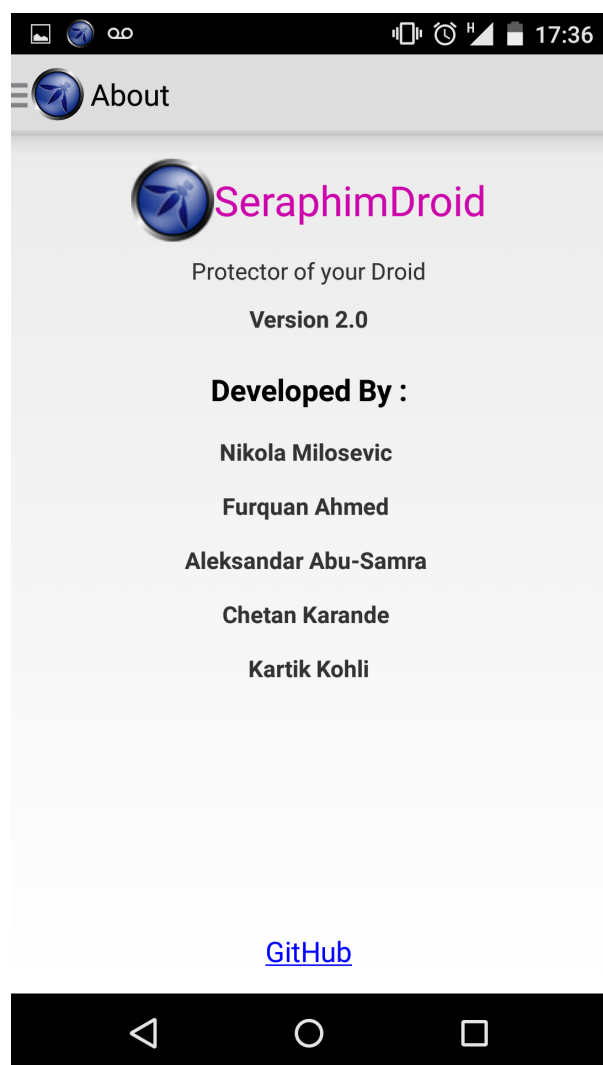 H
17:36
About
SeraphimDroid
Protector of your Droid
Version 2.0
Developed By :
Nikola Milosevic
Furquan Ahmed
Aleksandar Abu-Samra
Chetan Karande
Kartik Kohli
GitHub